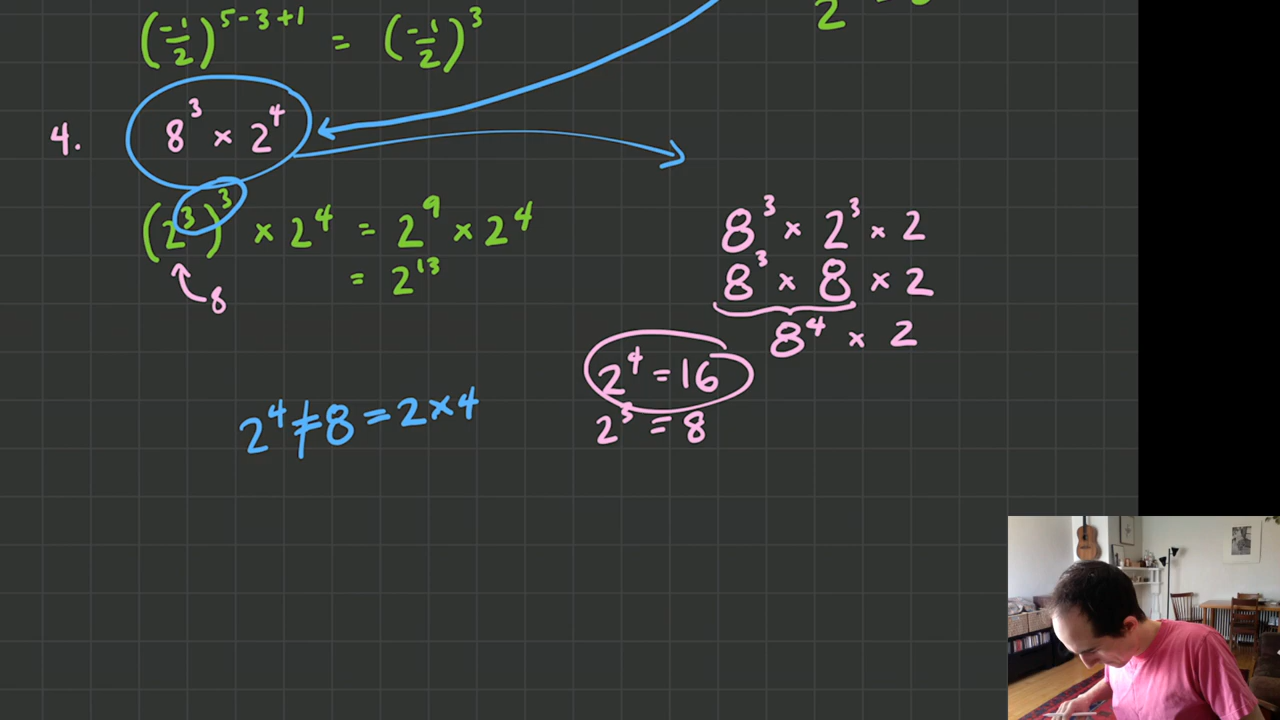 (-1/2)^(5-3+1) = (-1/2)^3
2
4. 8^3 × 2^4
(2^3)^3 × 2^4 = 2^9 × 2^4
= 2^13
8
8^3 × 2^3 × 2
8^3 × 8 × 2
8^4 × 2
2^4 = 16
2^3 = 8
2^4 ≠ 8 = 2×4